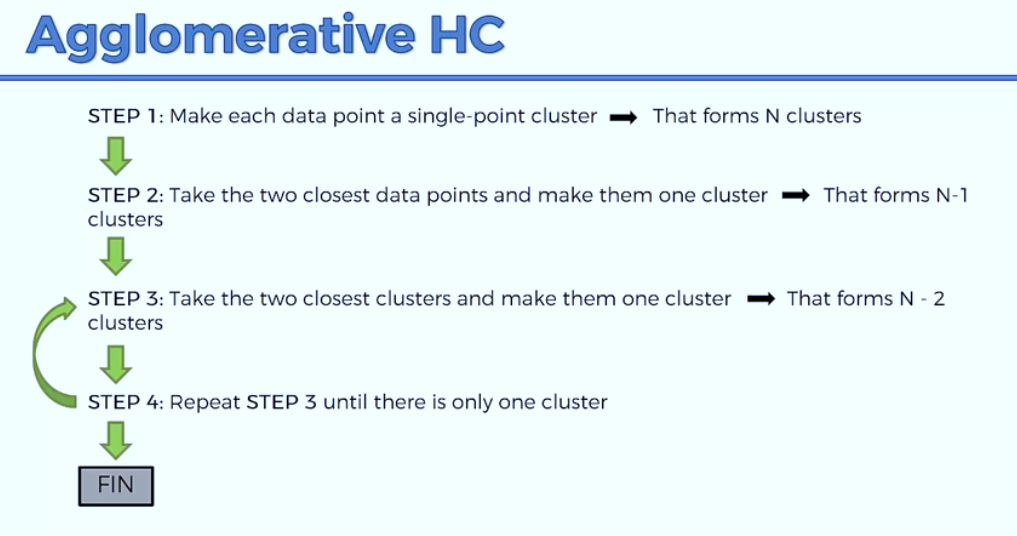 Agglomerative HC
STEP 1: Make each data point a single-point cluster ➡ That forms N clusters
STEP 2: Take the two closest data points and make them one cluster ➡ That forms N-1
clusters
STEP 3: Take the two closest clusters and make them one cluster ➡ That forms N - 2
clusters
STEP 4: Repeat STEP 3 until there is only one cluster
FIN